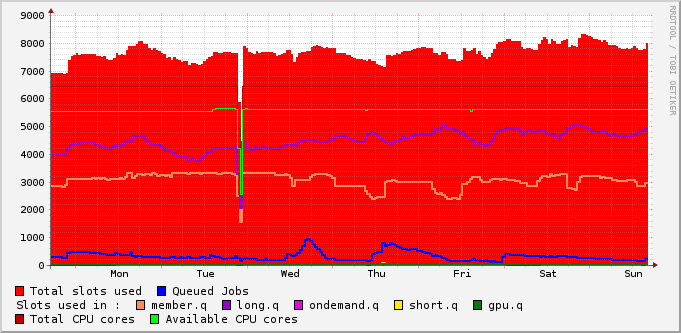 9000
8000
7000
6000
5000
4000
3000
2000
1000
0
Mon Tue Wed Thu Fri Sat Sun
RRDTOOL / TOBI OETIKER
Total slots used Queued Jobs
Slots used in : member.q long.q ondemand.q short.q gpu.q
Total CPU cores Available CPU cores